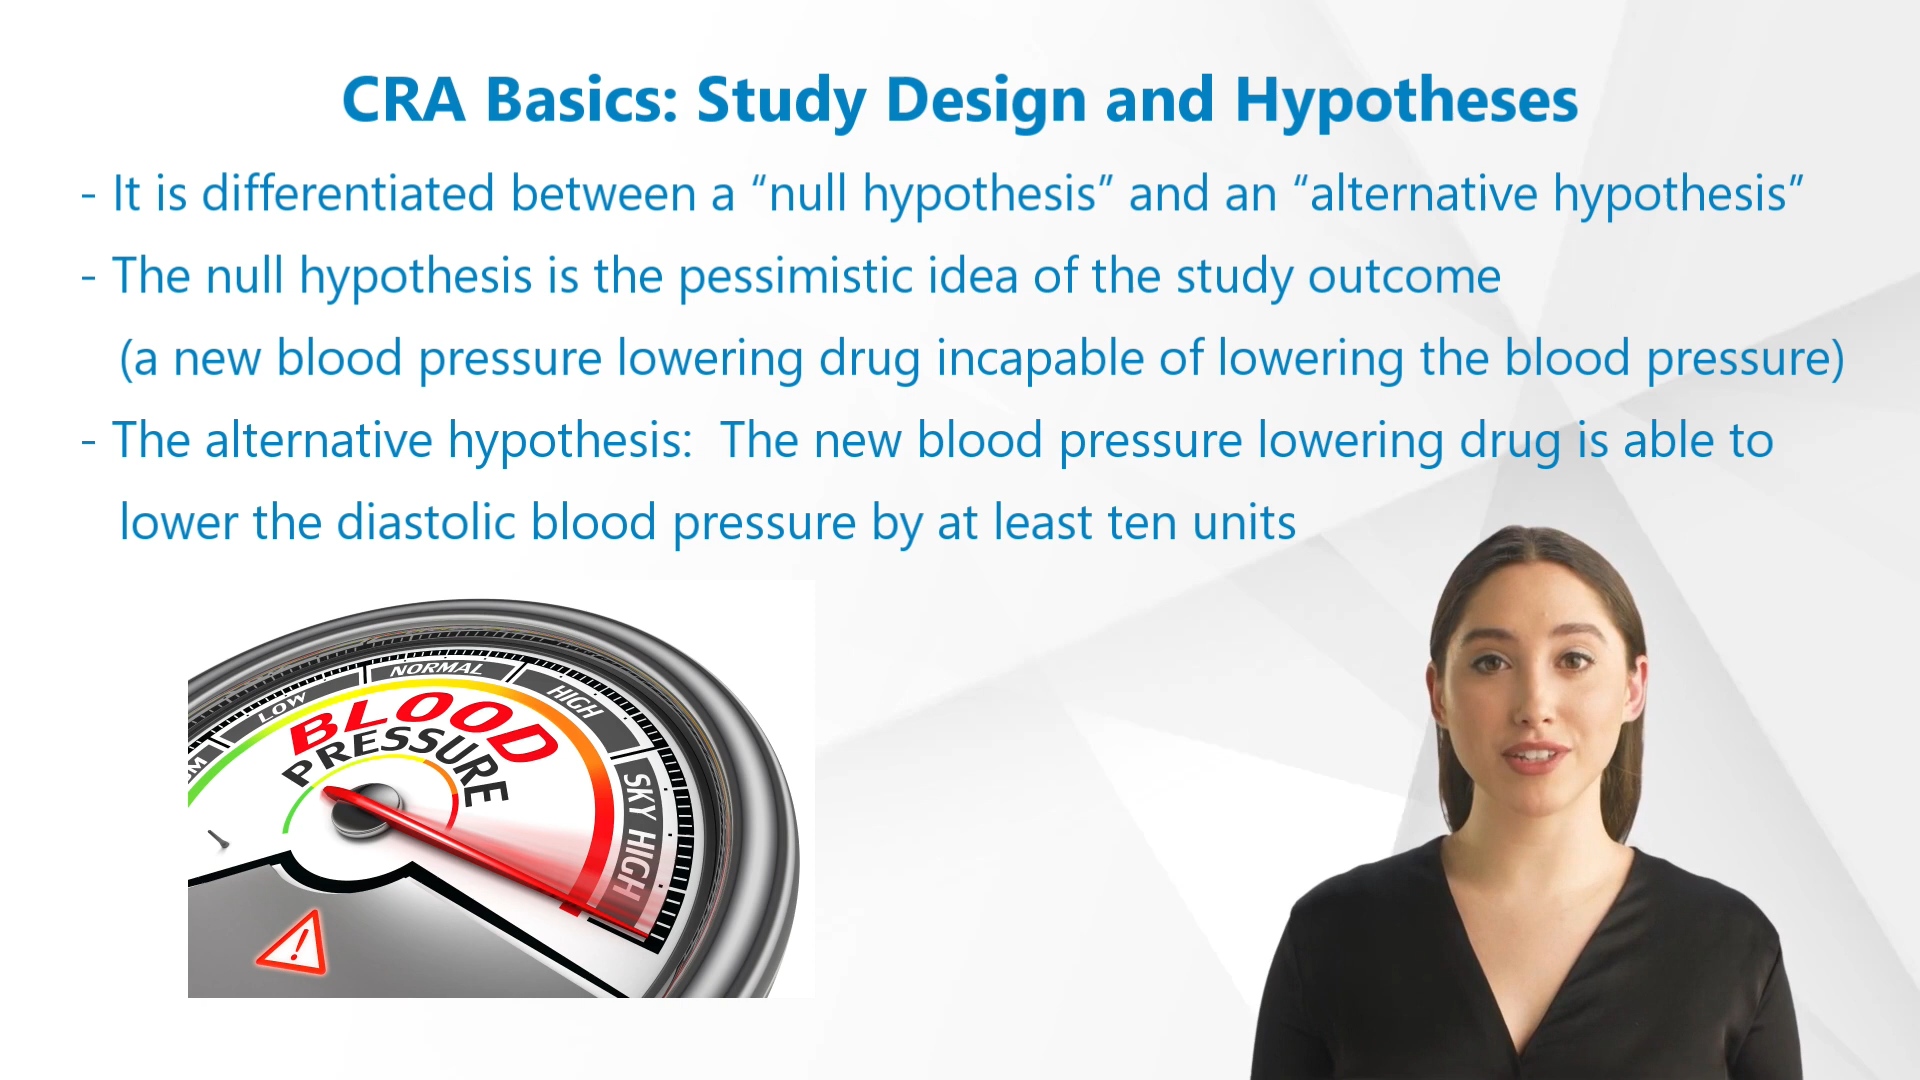 CRA Basics: Study Design and Hypotheses
- It is differentiated between a “null hypothesis” and an “alternative hypothesis”
- The null hypothesis is the pessimistic idea of the study outcome
(a new blood pressure lowering drug incapable of lowering the blood pressure)
- The alternative hypothesis:  The new blood pressure lowering drug is able to
lower the diastolic blood pressure by at least ten units
LOW
NORMAL
HIGH
SKY HIGH
BLOOD
PRESSURE
!